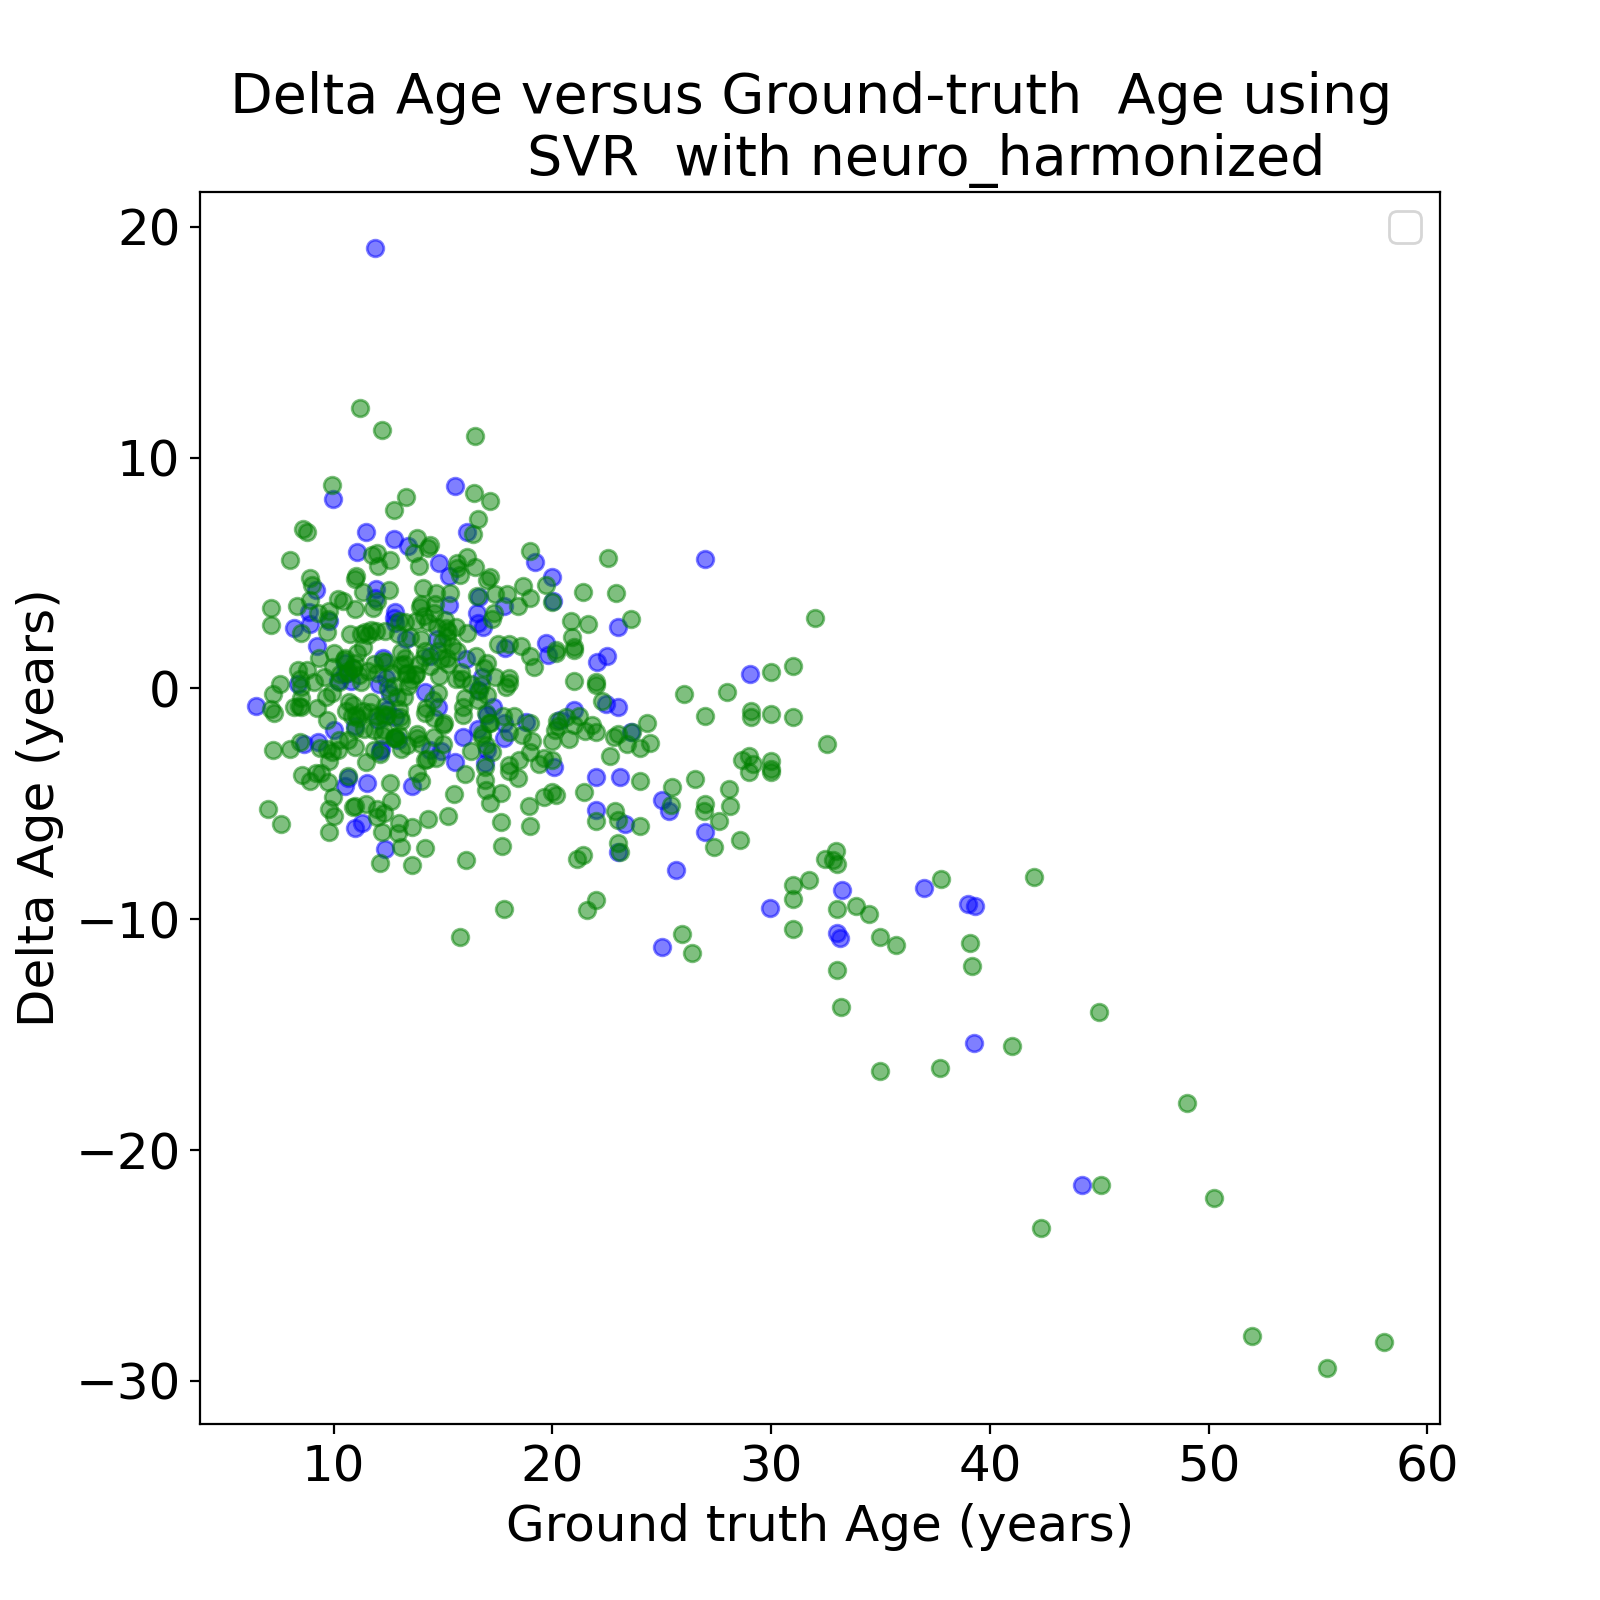 Delta Age versus Ground-truth  Age using
SVR  with neuro_harmonized
20
10
0
−10
−20
−30
Delta Age (years)
10 20 30 40 50 60
Ground truth Age (years)